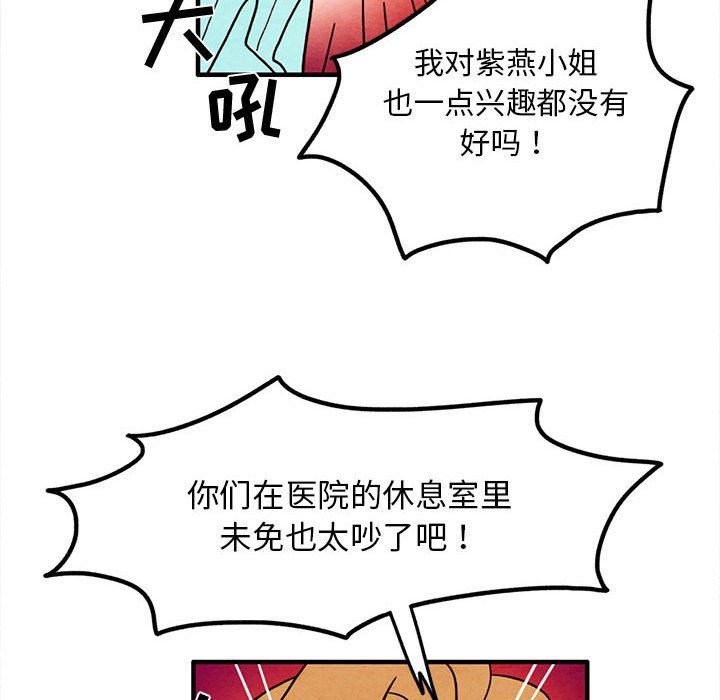 大
吼
我对紫燕小姐
也一点兴趣都没有
好吗！
你们在医院的休息室里
未免也太吵了吧！